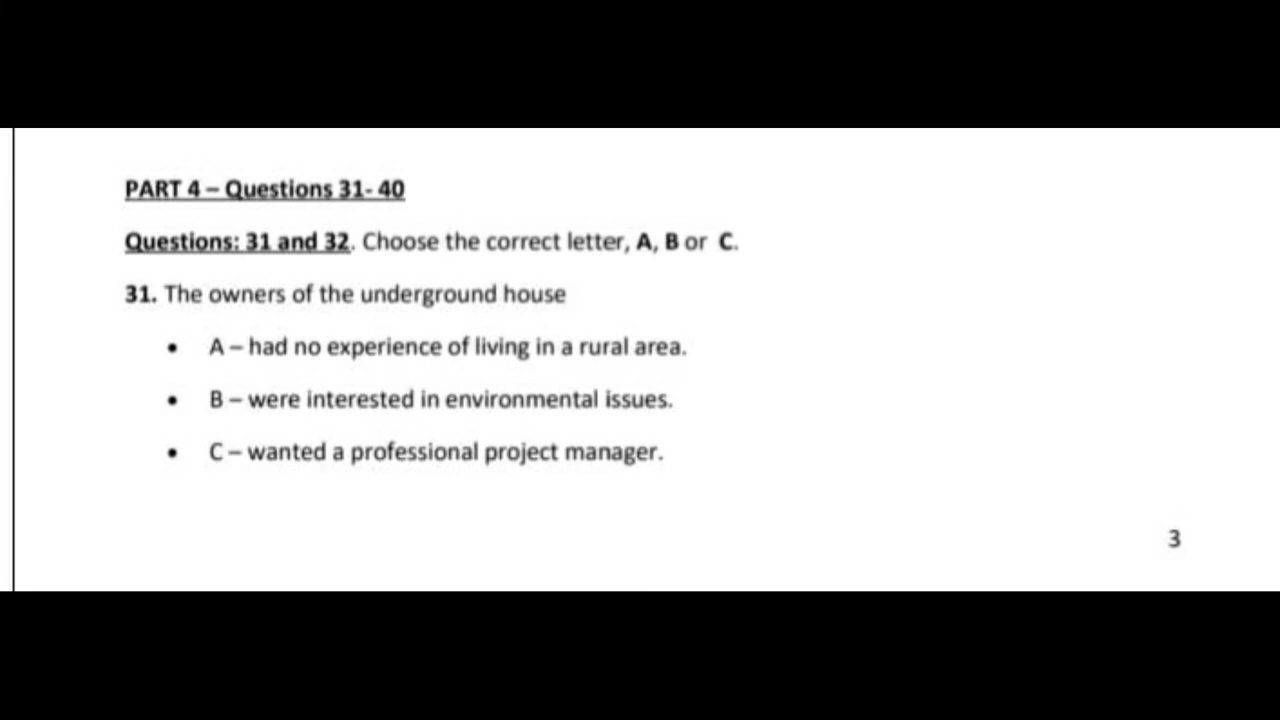 PART 4 – Questions 31- 40
Questions: 31 and 32. Choose the correct letter, A, B or C.
31. The owners of the underground house
• A – had no experience of living in a rural area.
• B – were interested in environmental issues.
• C – wanted a professional project manager.
3